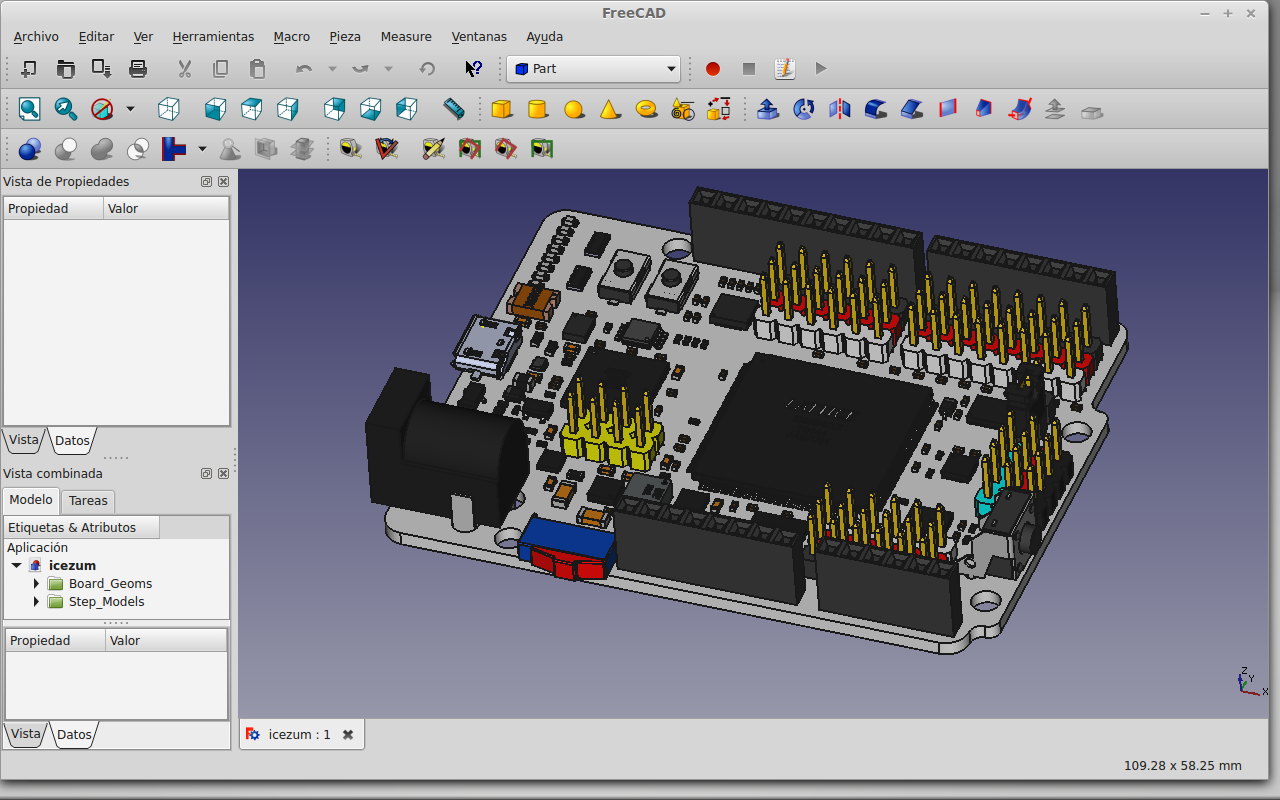 FreeCAD
Archivo Editar Ver Herramientas Macro Pieza Measure Ventanas Ayuda
Part
Vista de Propiedades
Propiedad Valor
Vista Datos
Vista combinada
Modelo Tareas
Etiquetas & Atributos
Aplicación
icezum
Board_Geoms
Step_Models
Propiedad Valor
Vista Datos
icezum : 1
Z
Y
X
109.28 x 58.25 mm